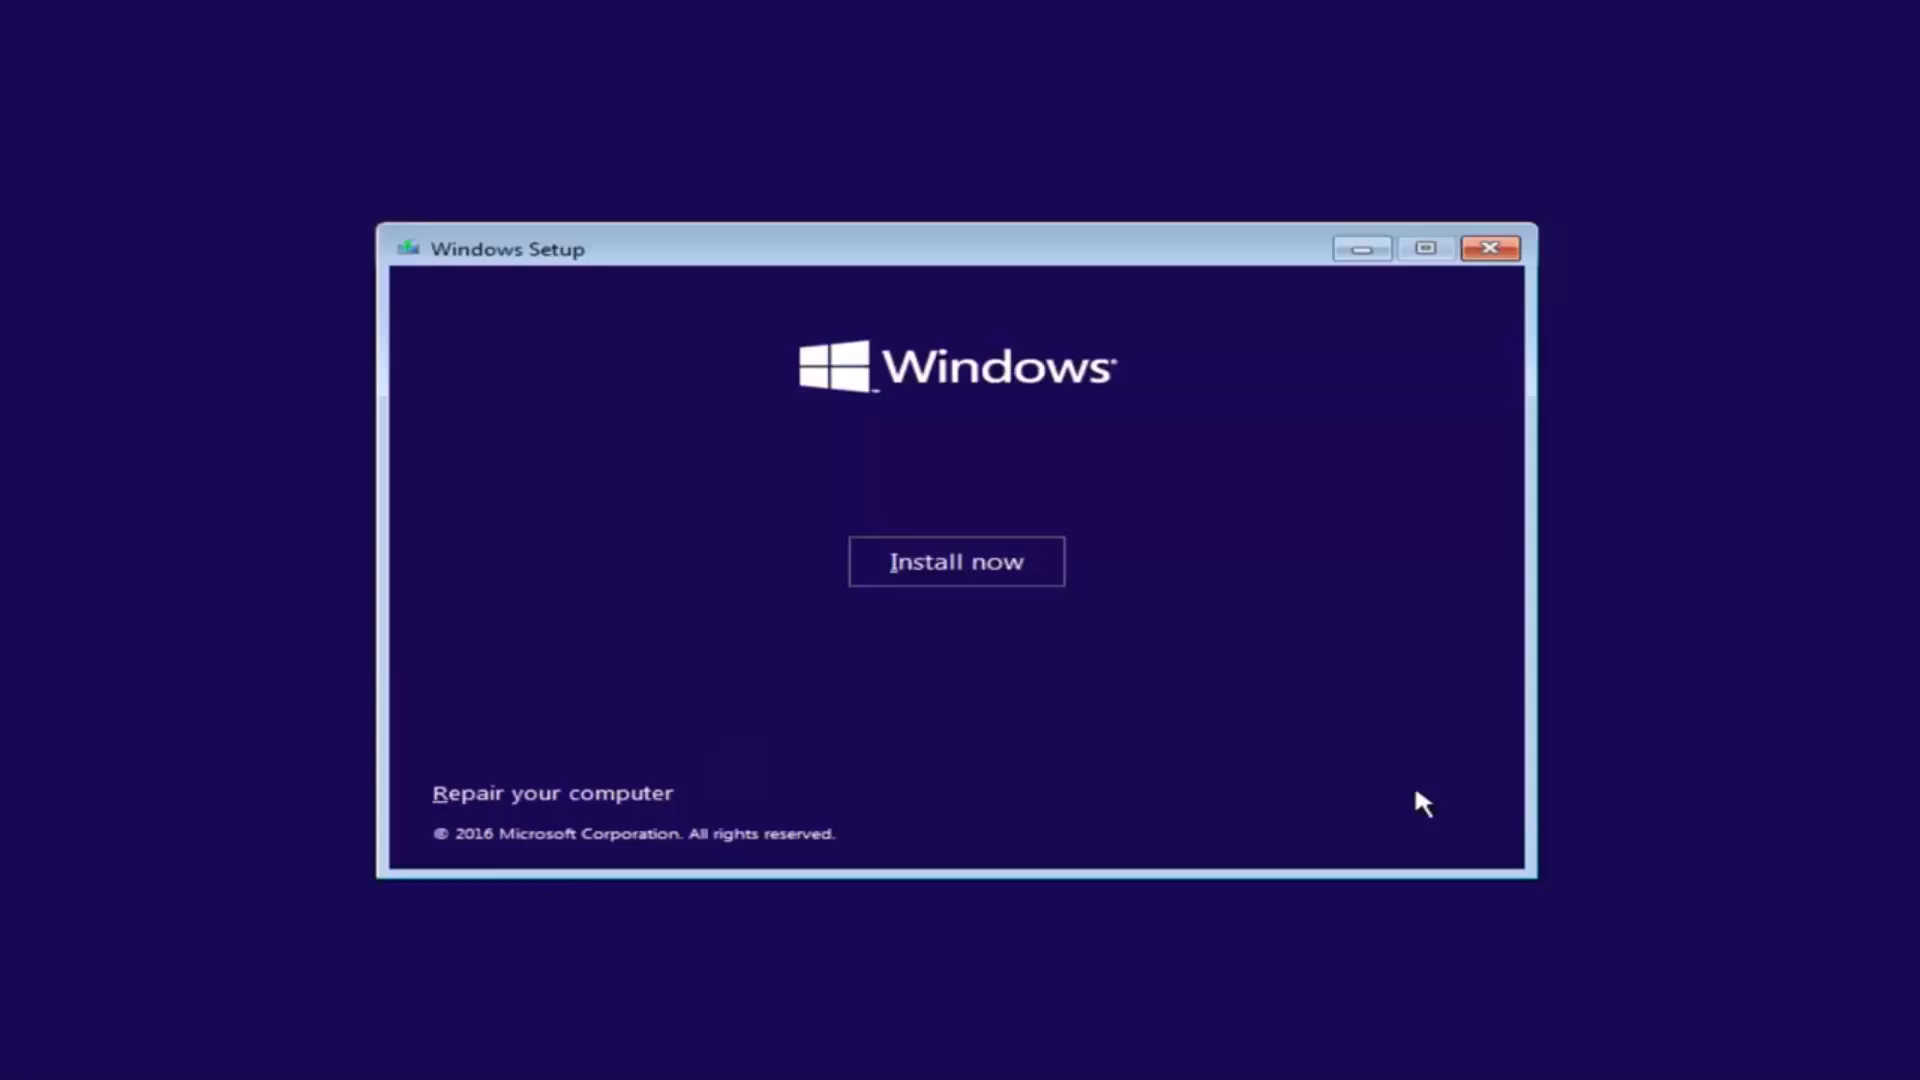 Windows Setup
Windows
Install now
Repair your computer
© 2016 Microsoft Corporation. All rights reserved.